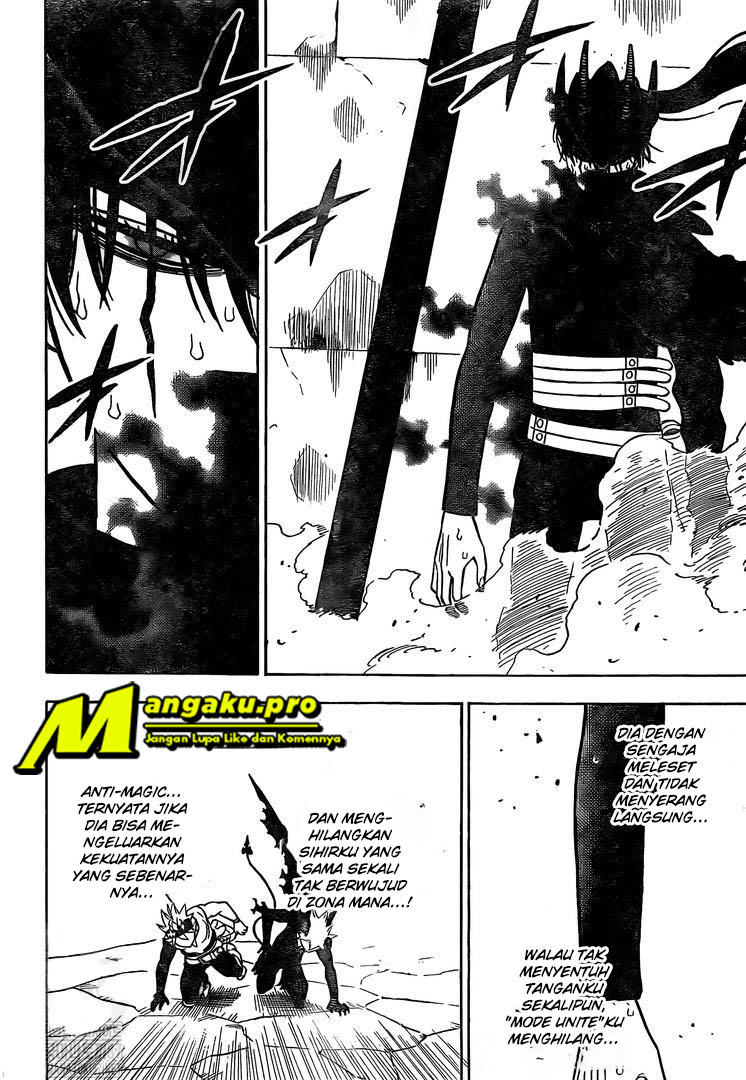 Mangaku.pro
Jangan Lupa Like dan Komennya
DIA DENGAN
SENGAJA
MELESET
DAN TIDAK
MENYERANG
LANGSUNG...
WALAU TAK
MENYENTUH
TANGANKU
SEKALIPUN,
"MODE UNITE"KU
MENGHILANG...
DAN MENG-
HILANGKAN
SIHIRKU YANG
SAMA SEKALI
TAK BERWUJUD
DI ZONA MANA...!
ANTI-MAGIC...
TERNYATA JIKA
DIA BISA ME-
NGELUARKAN
KEKUATANNYA
YANG SEBENAR-
NYA...